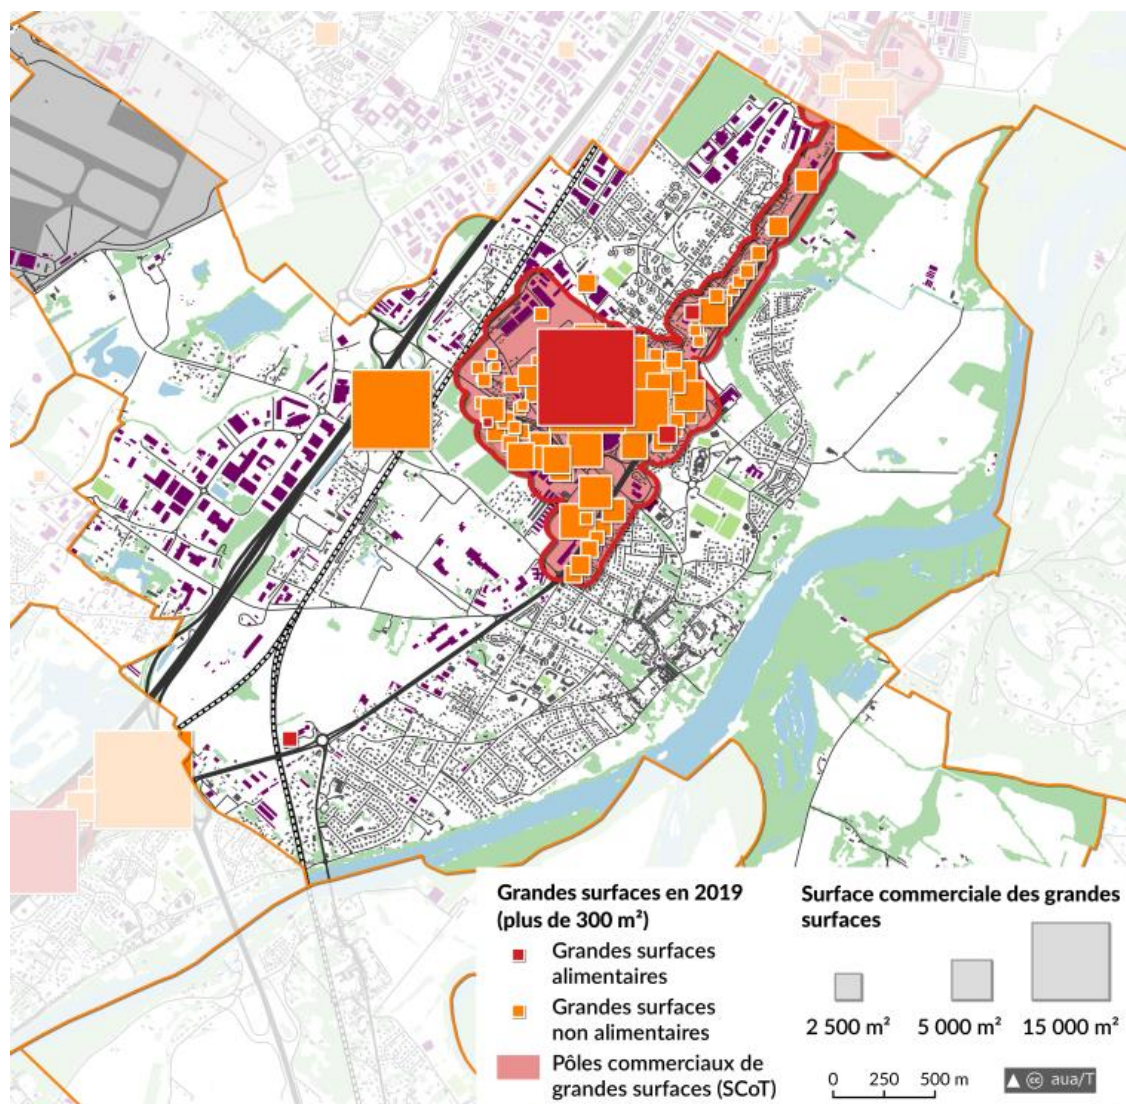 Grandes surfaces en 2019
(plus de 300 m²)
Grandes surfaces
alimentaires
Grandes surfaces
non alimentaires
Pôles commerciaux de
grandes surfaces (SCoT)
Surface commerciale des grandes
surfaces
2 500 m² 5 000 m² 15 000 m²
0 250 500 m
cc aua/T